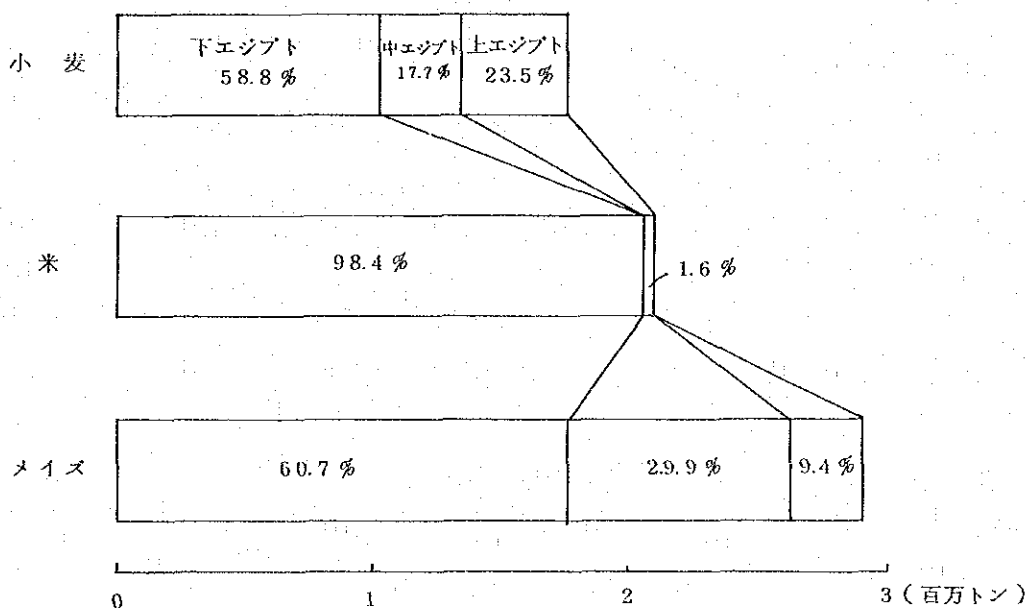 小麦
下エジプト
58.8 %
中エジプト
17.7 %
上エジプト
23.5 %
米
98.4 %
1.6 %
メイズ
60.7 %
29.9 %
9.4 %
0 1 2 3 (百万トン)